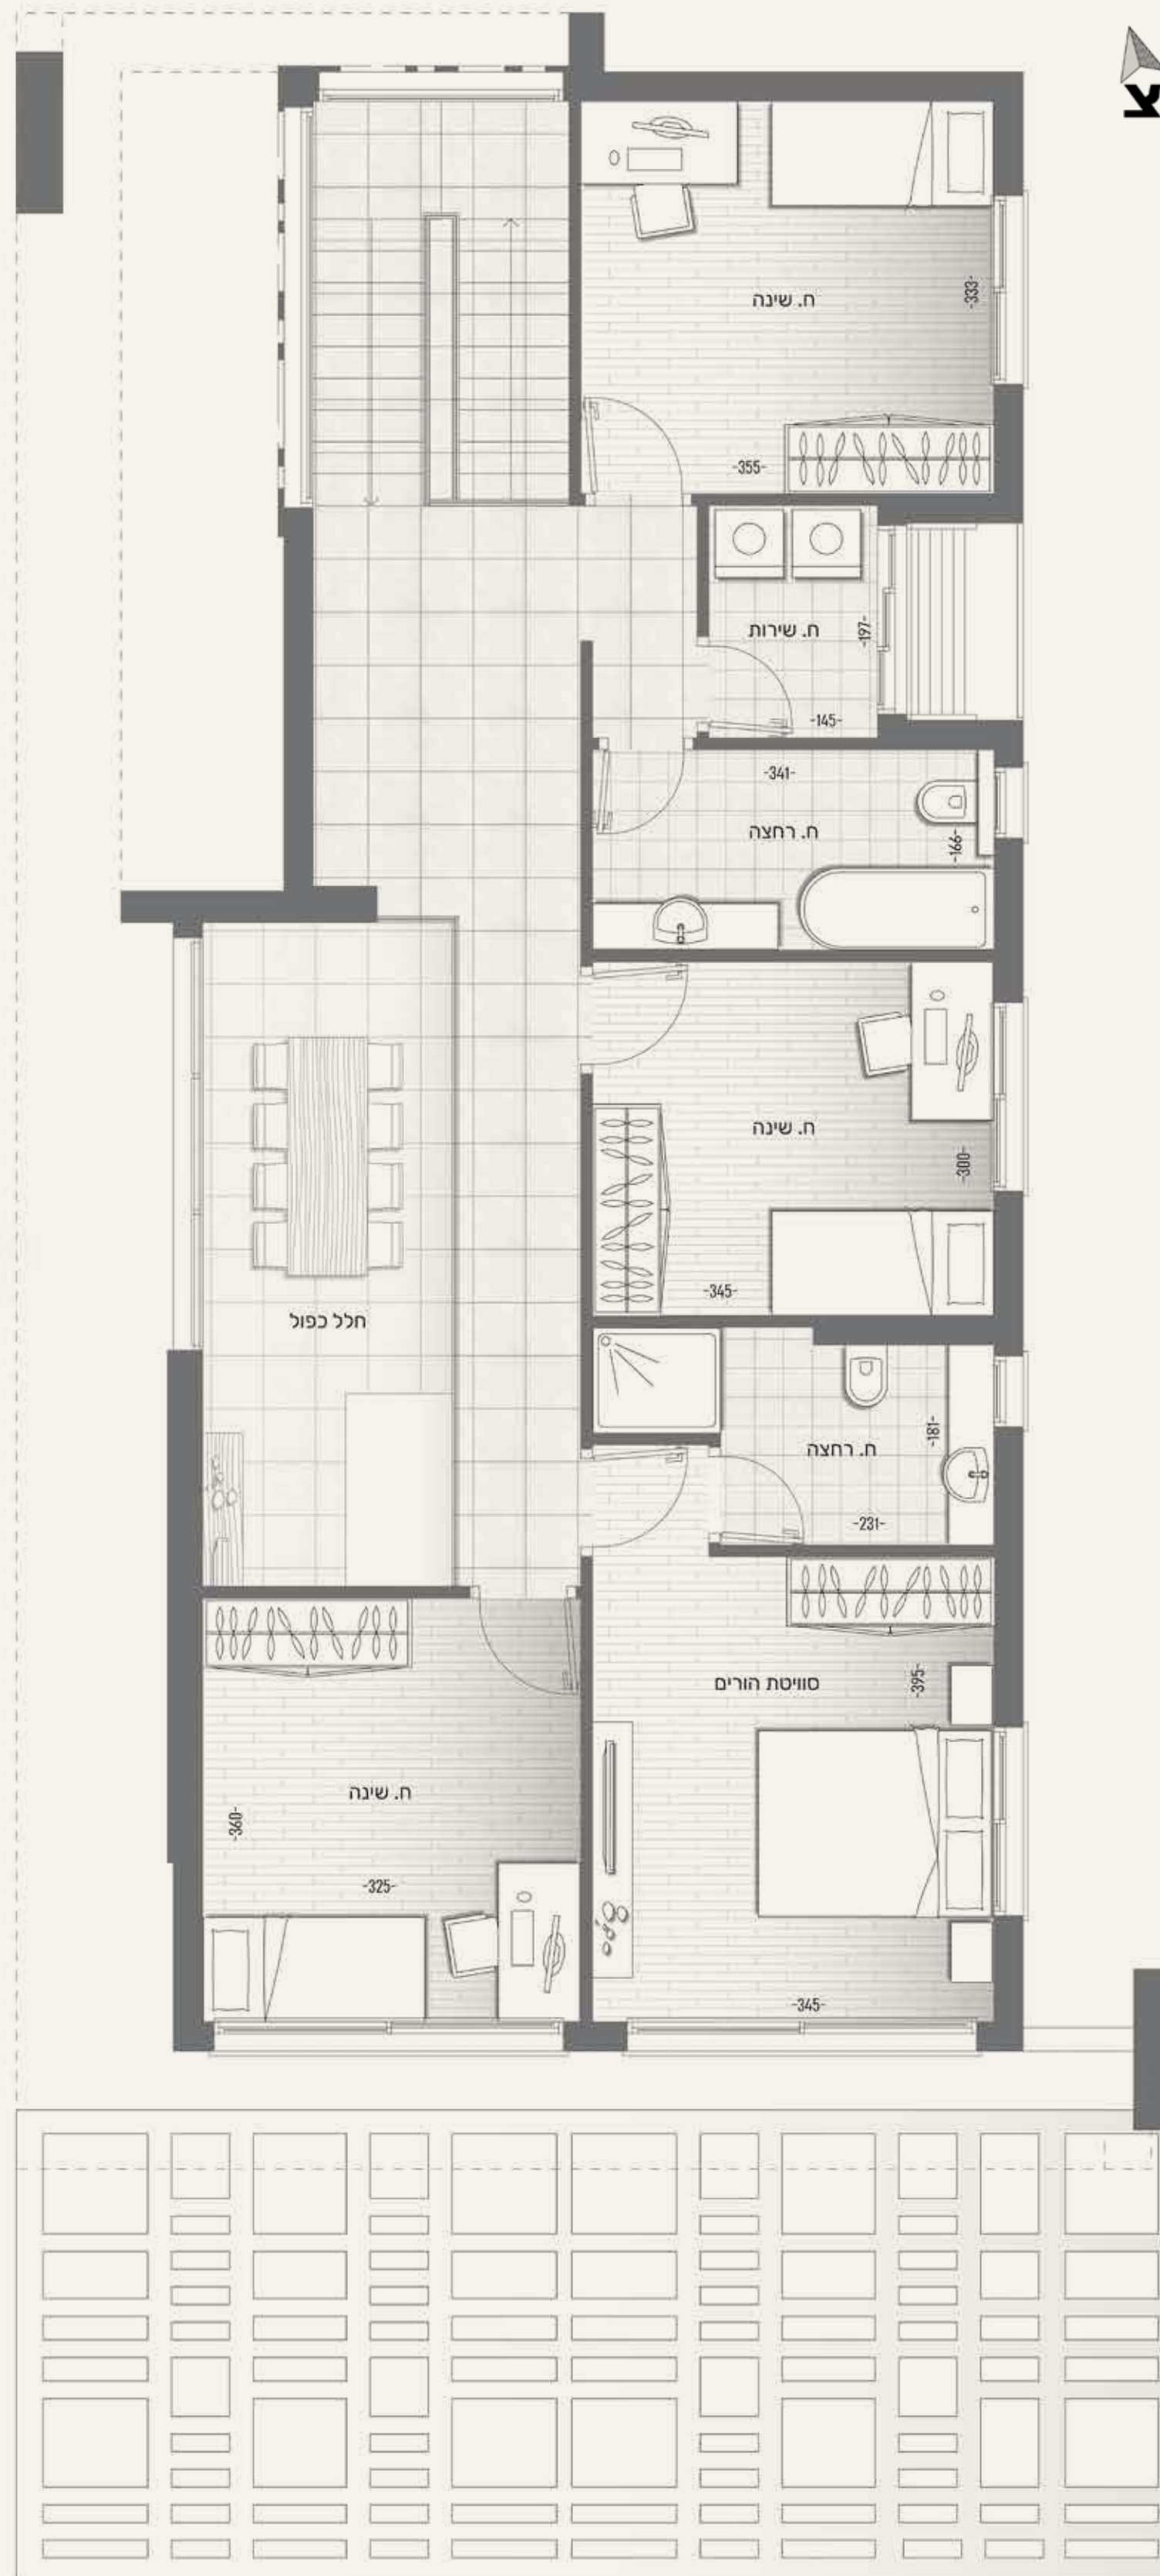 צ
ח. שינה
-333-
-355-
ח. שירות
-197-
-145-
-341-
ח. רחצה
-166-
ח. שינה
-300-
-345-
חלל כפול
ח. רחצה
-181-
-231-
סוויטת הורים
-395-
ח. שינה
-360-
-325-
-345-